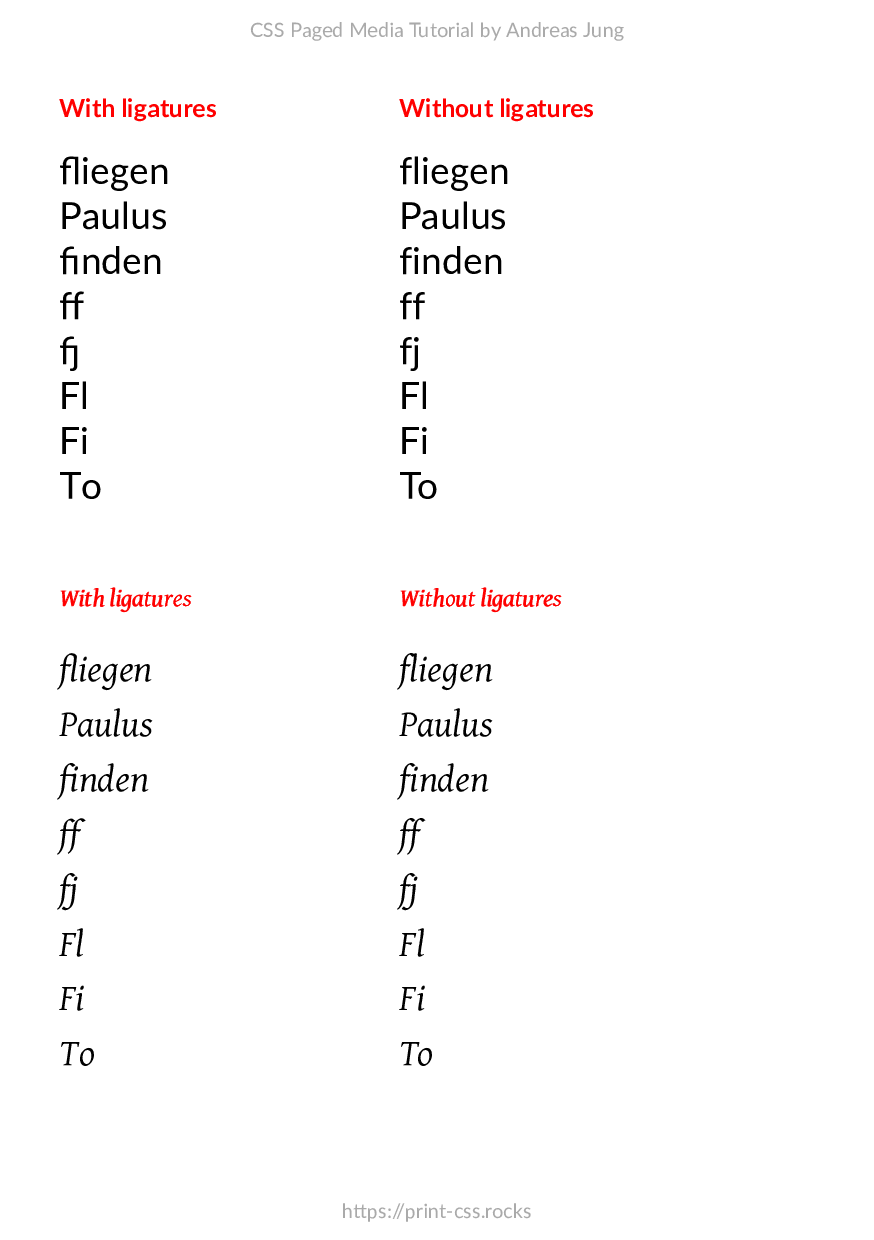 CSS Paged Media Tutorial by Andreas Jung
With ligatures
fliegen
Paulus
finden
ff
fj
Fl
Fi
To
Without ligatures
fliegen
Paulus
finden
ff
fj
Fl
Fi
To
With ligatures
fliegen
Paulus
finden
ff
fj
Fl
Fi
To
Without ligatures
fliegen
Paulus
finden
ff
fj
Fl
Fi
To
https://print-css.rocks